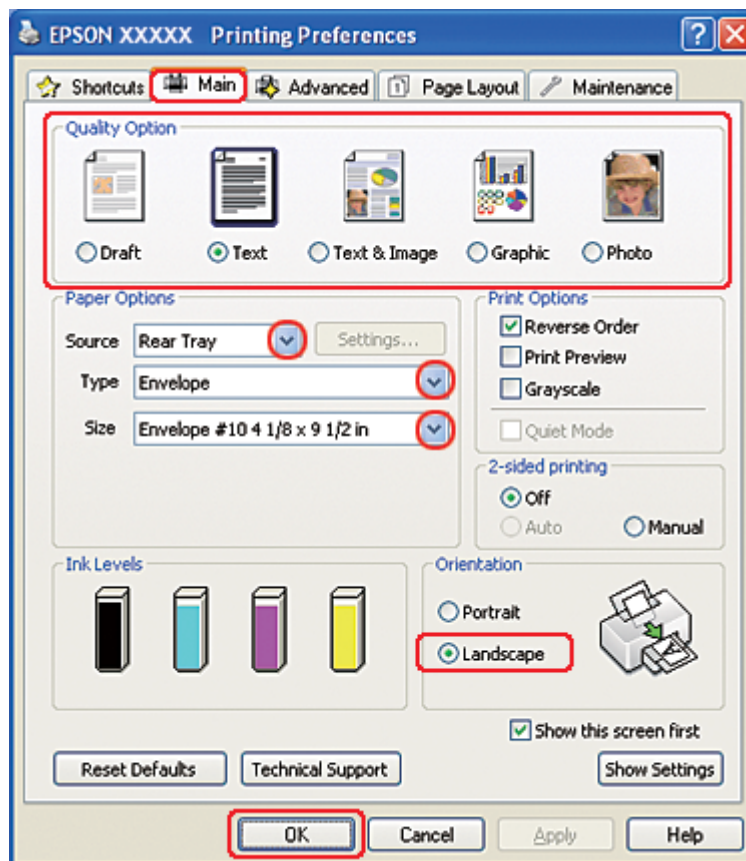 EPSON XXXXX Printing Preferences
Shortcuts Main Advanced Page Layout Maintenance
Quality Option
Draft Text Text & Image Graphic Photo
Paper Options
Source Rear Tray Settings...
Type Envelope
Size Envelope #10 4 1/8 x 9 1/2 in
Print Options
Reverse Order
Print Preview
Grayscale
Quiet Mode
2-sided printing
Off
Auto Manual
Ink Levels
Orientation
Portrait
Landscape
Show this screen first
Reset Defaults Technical Support Show Settings
OK Cancel Apply Help